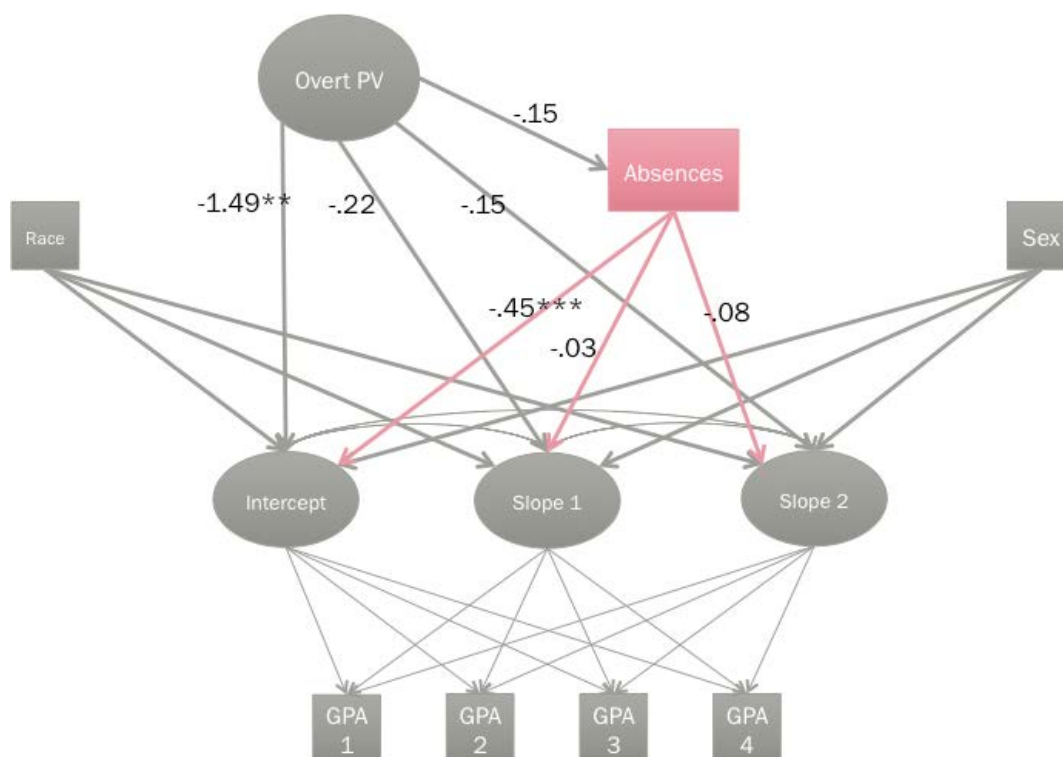 Overt PV
-.15
Absences
-1.49**
-.22
-.15
Race
Sex
-.45***
-.08
-.03
Intercept
Slope 1
Slope 2
GPA
1
GPA
2
GPA
3
GPA
4